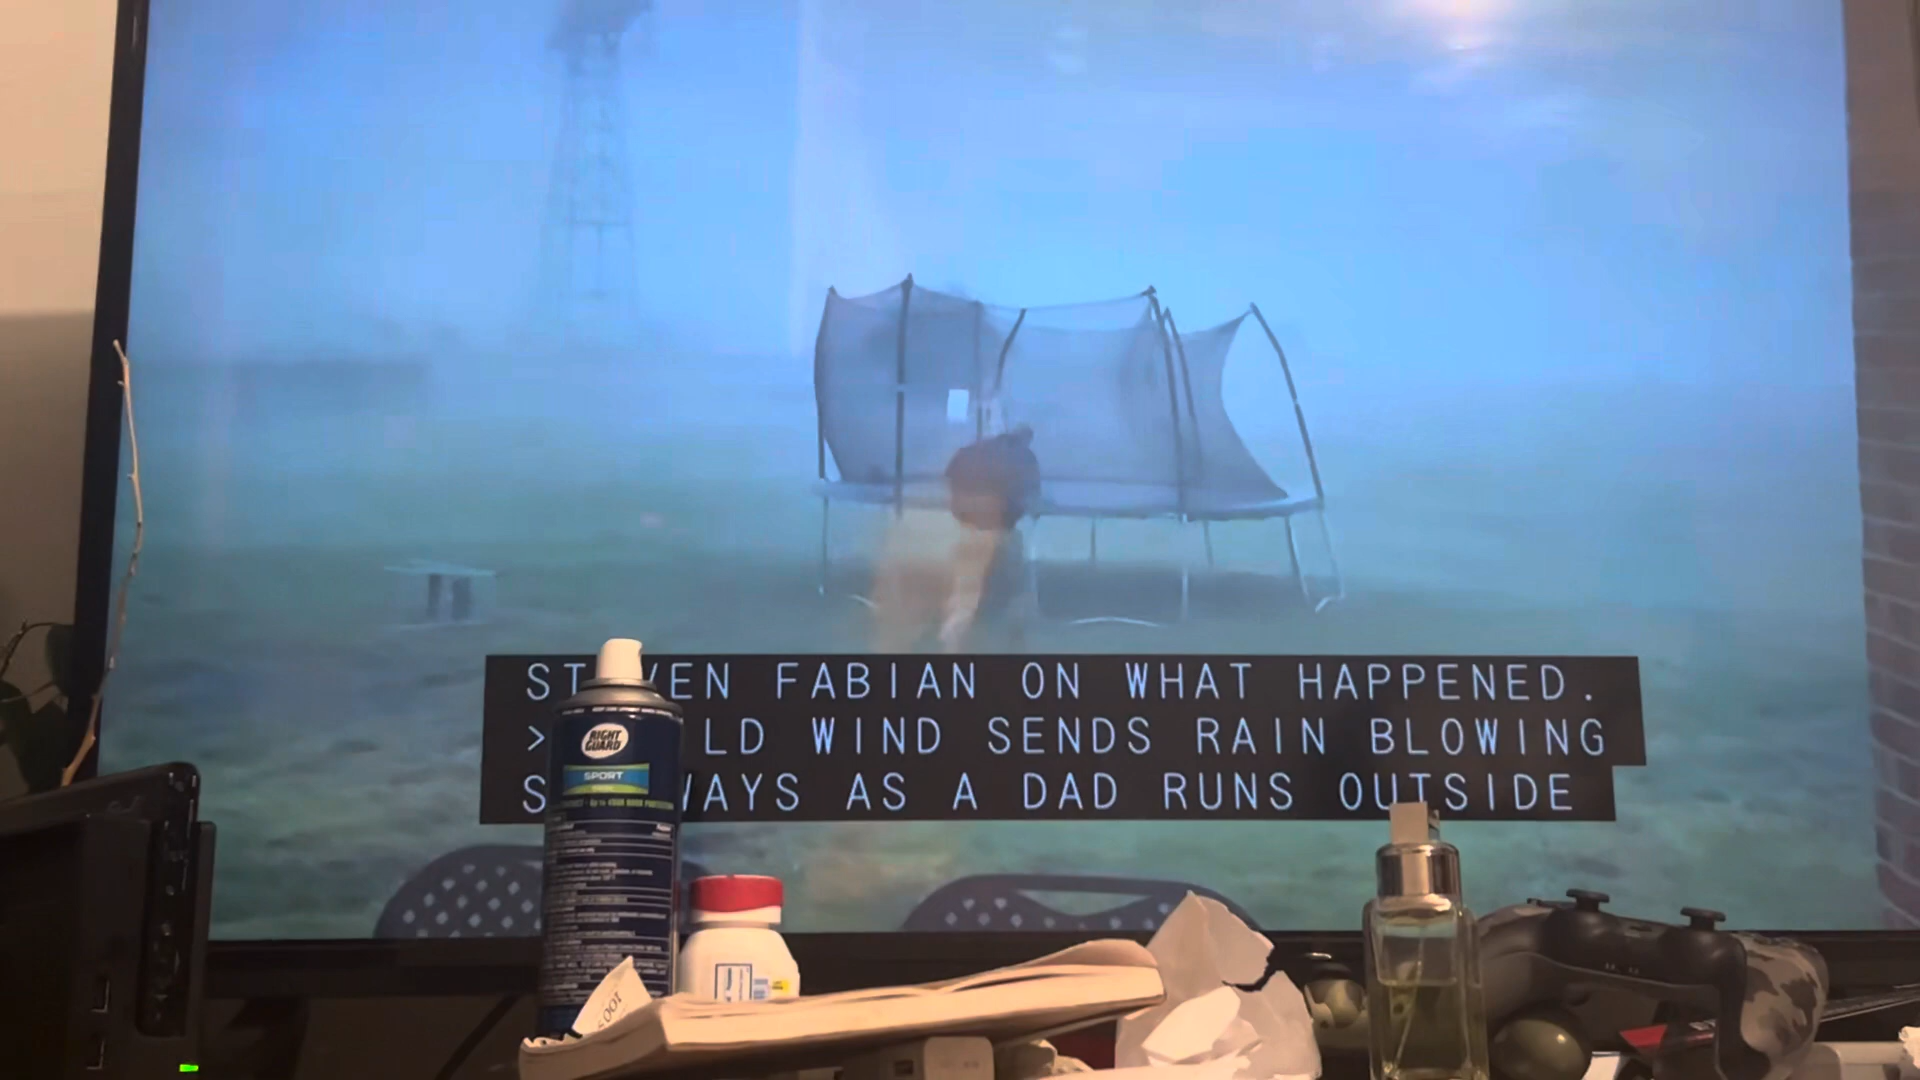 ST VEN FABIAN ON WHAT HAPPENED.
> LD WIND SENDS RAIN BLOWING
S WAYS AS A DAD RUNS OUTSIDE
RIGHT
GUARD
SPORT